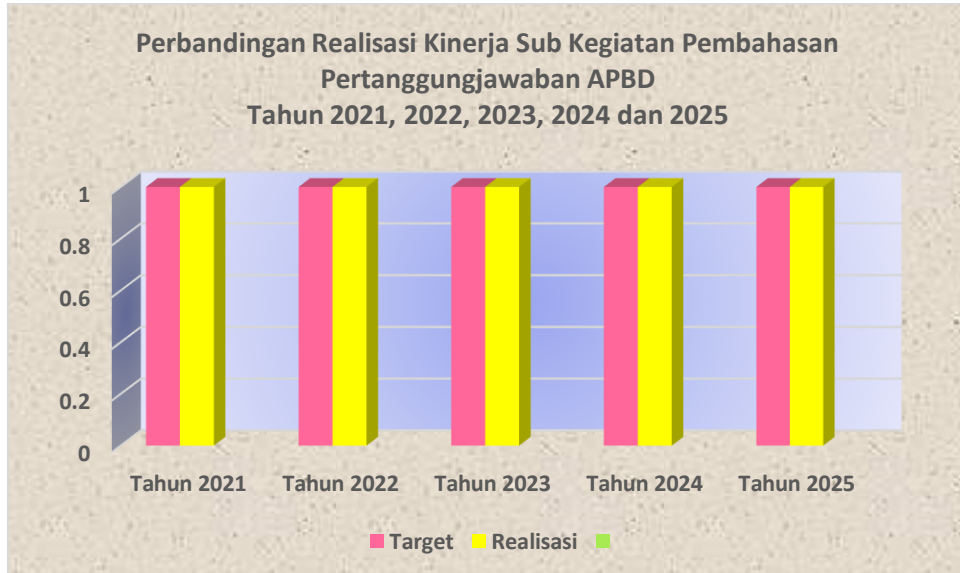 Perbandingan Realisasi Kinerja Sub Kegiatan Pembahasan
Pertanggungjawaban APBD
Tahun 2021, 2022, 2023, 2024 dan 2025
1
0.8
0.6
0.4
0.2
0
Tahun 2021 Tahun 2022 Tahun 2023 Tahun 2024 Tahun 2025
Target Realisasi